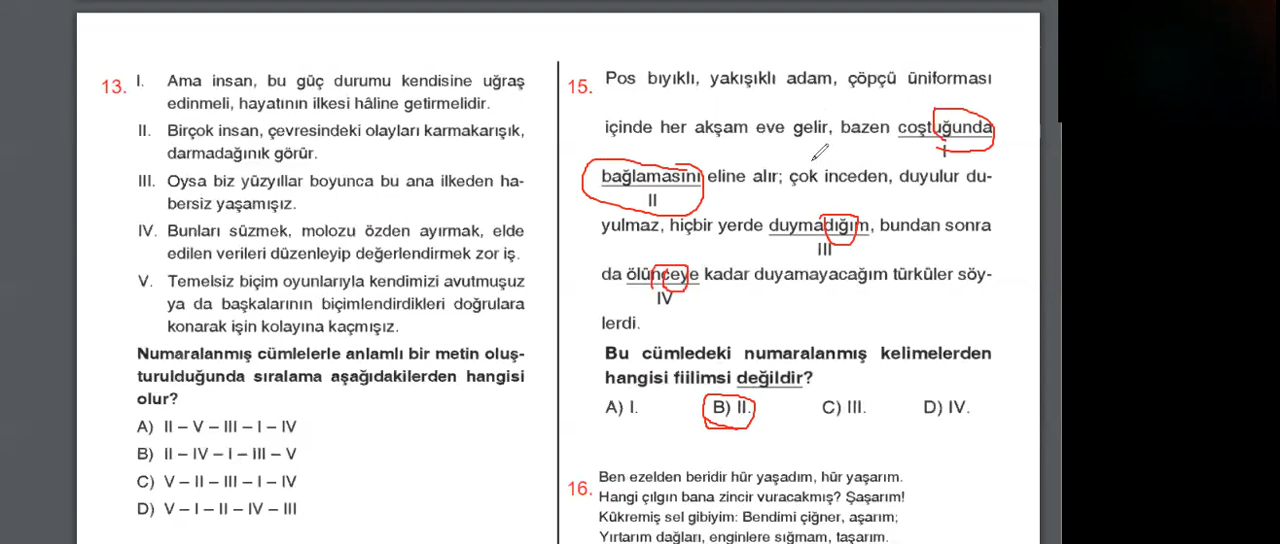 13. I. Ama insan, bu güç durumu kendisine uğraş
edinmeli, hayatının ilkesi hâline getirmelidir.
II. Birçok insan, çevresindeki olayları karmakarışık,
darmadağınık görür.
III. Oysa biz yüzyıllar boyunca bu ana ilkeden ha-
bersiz yaşamışız.
IV. Bunları süzmek, molozu özden ayırmak, elde
edilen verileri düzenleyip değerlendirmek zor iş.
V. Temelsiz biçim oyunlarıyla kendimizi avutmuşuz
ya da başkalarının biçimlendirdikleri doğrulara
konarak işin kolayına kaçmışız.
Numaralanmış cümlelerle anlamlı bir metin oluş-
turulduğunda sıralama aşağıdakilerden hangisi
olur?
A) II – V – III – I – IV
B) II – IV – I – III – V
C) V – II – III – I – IV
D) V – I – II – IV – III
15. Pos bıyıklı, yakışıklı adam, çöpçü üniforması
içinde her akşam eve gelir, bazen coştuğunda
I
bağlamasını eline alır; çok inceden, duyulur du-
II
yulmaz, hiçbir yerde duymadığım, bundan sonra
III
da ölünceye kadar duyamayacağım türküler söy-
IV
lerdi.
Bu cümledeki numaralanmış kelimelerden
hangisi fiilimsi değildir?
A) I. B) II. C) III. D) IV.
16. Ben ezelden beridir hür yaşadım, hür yaşarım.
Hangi çılgın bana zincir vuracakmış? Şaşarım!
Kükremiş sel gibiyim: Bendimi çiğner, aşarım;
Yırtarım dağları, enginlere sığmam, taşarım.